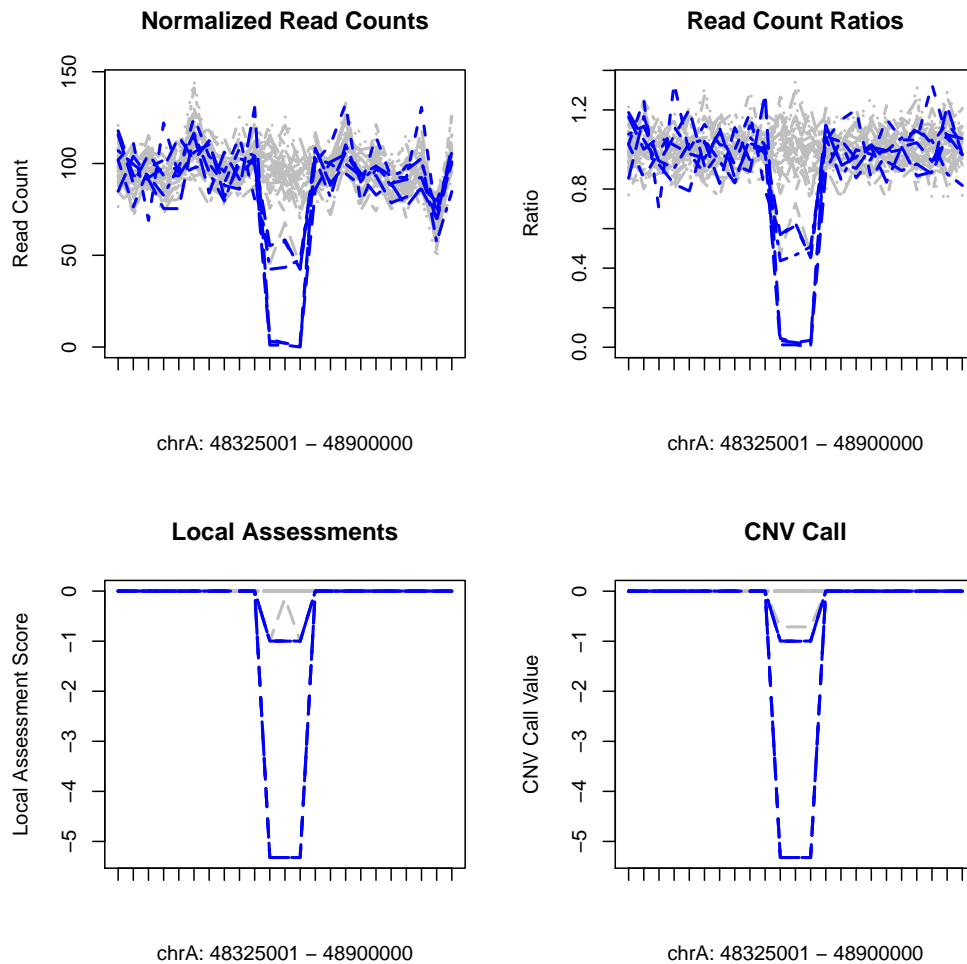 Normalized Read Counts
Read Count
0
50
100
150
chrA: 48325001 – 48900000
Read Count Ratios
Ratio
0.0
0.4
0.8
1.2
chrA: 48325001 – 48900000
Local Assessments
Local Assessment Score
0
−1
−2
−3
−4
−5
chrA: 48325001 – 48900000
CNV Call
CNV Call Value
0
−1
−2
−3
−4
−5
chrA: 48325001 – 48900000